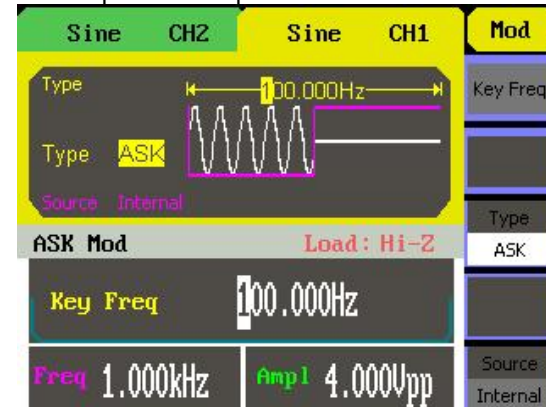 Sine CH2 Sine CH1 Mod
Type 100.000Hz Key Freq
Type ASK
Source Internal
Type
ASK Mod Load: Hi-Z ASK
Key Freq 100.000Hz
Freq 1.000kHz Ampl 4.000Vpp Source
Internal